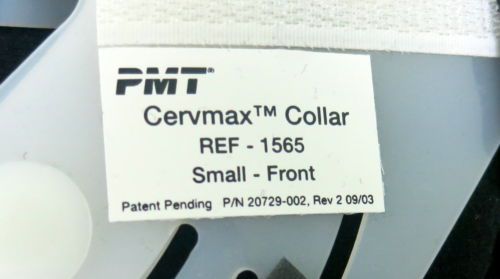 PMT®
Cervmax™ Collar
REF - 1565
Small - Front
Patent Pending P/N 20729-002, Rev 2 09/03